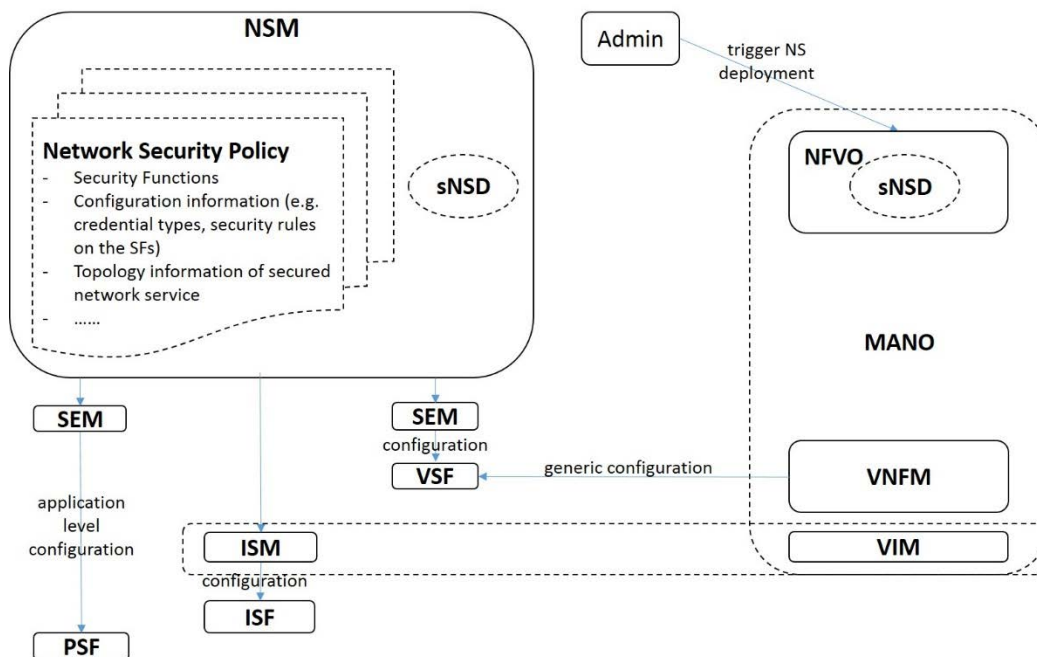 NSM
Network Security Policy
- Security Functions
- Configuration information (e.g.
credential types, security rules
on the SFs)
- Topology information of secured
network service
- ......
sNSD
Admin
trigger NS
deployment
NFVO
sNSD
MANO
SEM
SEM
configuration
VSF
generic configuration
VNFM
application
level
configuration
ISM
VIM
configuration
ISF
PSF